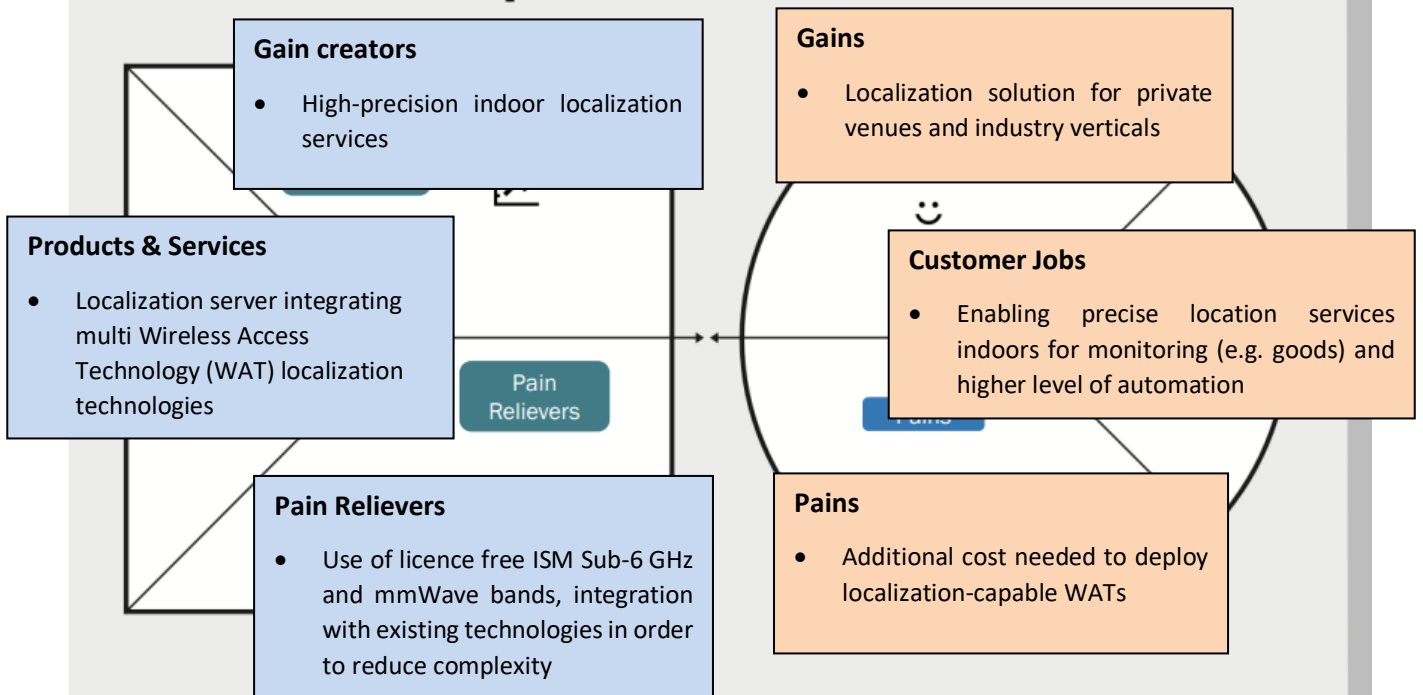 Gain creators
• High-precision indoor localization
services
Gains
• Localization solution for private
venues and industry verticals
Products & Services
• Localization server integrating
multi Wireless Access
Technology (WAT) localization
technologies
Customer Jobs
• Enabling precise location services
indoors for monitoring (e.g. goods) and
higher level of automation
Pain
Relievers
Pains
Pain Relievers
• Use of licence free ISM Sub-6 GHz
and mmWave bands, integration
with existing technologies in order
to reduce complexity
Pains
• Additional cost needed to deploy
localization-capable WATs